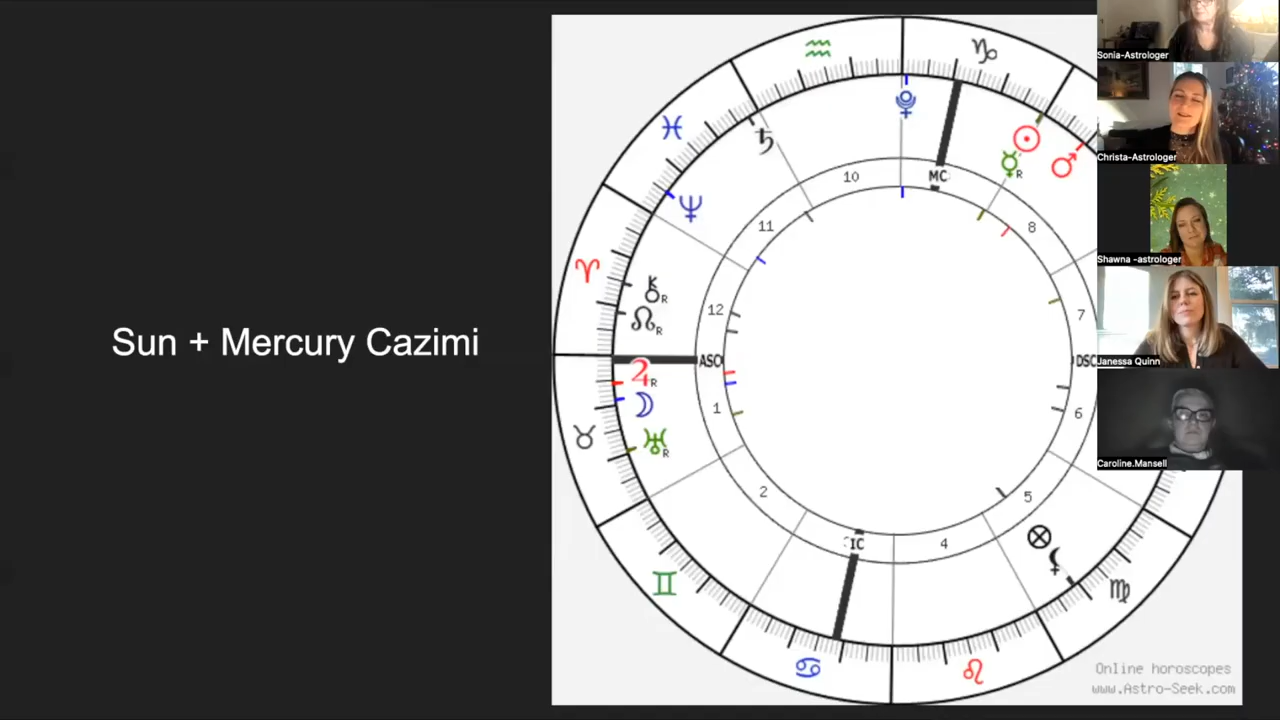 Sun + Mercury Cazimi
10
MC
11
8
12
7
ASC
DSC
1
6
2
5
IC
4
R
R
R
R
R
Sonia-Astrologer
Christa-Astrologer
Shawna -astrologer
Janessa Quinn
Caroline.Mansell
Online horoscopes
www.Astro-Seek.com